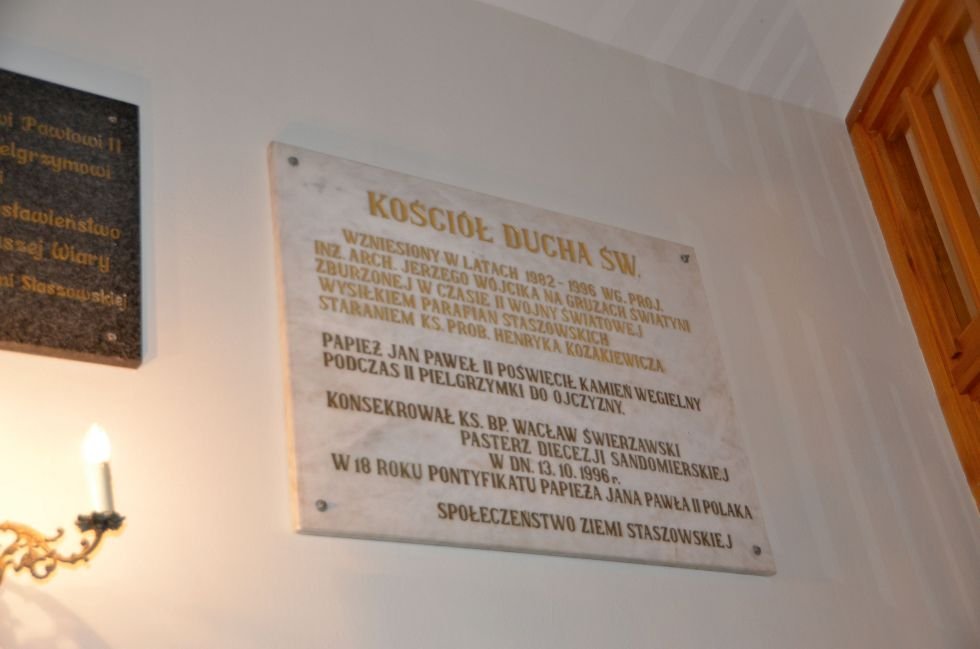 Pawłowi II
ielgrzymowi
osławieństwo
aszej Wiary
Staszowskiej
KOŚCIÓŁ DUCHA ŚW.
WZNIESIONY W LATACH 1982 - 1996 WG. PROJ.
INŻ. ARCH. JERZEGO WÓJCIKA NA GRUZACH ŚWIĄTYNI
ZBURZONEJ W CZASIE II WOJNY ŚWIATOWEJ
WYSIŁKIEM PARAFIAN STASZOWSKICH
STARANIEM KS. PROB. HENRYKA KOZAKIEWICZA
PAPIEŻ JAN PAWEŁ II POŚWIĘCIŁ KAMIEŃ WĘGIELNY
PODCZAS II PIELGRZYMKI DO OJCZYZNY.
KONSEKROWAŁ KS. BP. WACŁAW ŚWIERZAWSKI
PASTERZ DIECEZJI SANDOMIERSKIEJ
W DN. 13. 10. 1996 r.
W 18 ROKU PONTYFIKATU PAPIEŻA JANA PAWŁA II POLAKA
SPOŁECZEŃSTWO ZIEMI STASZOWSKIEJ